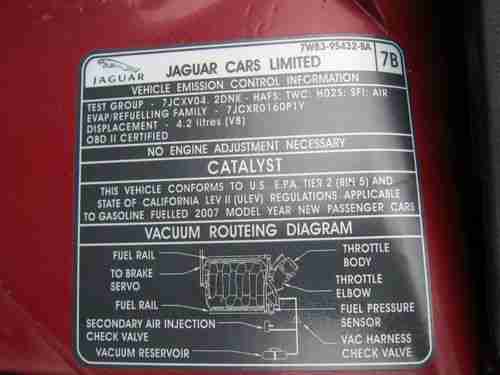 7W83-9S432-BA
7B
JAGUAR
JAGUAR CARS LIMITED
VEHICLE EMISSION CONTROL INFORMATION
TEST GROUP - 7JCXV04. 2DNK - HAFS; TWC; HO2S; SFI; AIR
EVAP/REFUELLING FAMILY - 7JCXR0160P1Y
DISPLACEMENT - 4.2 litres (V8)
OBD II CERTIFIED
NO ENGINE ADJUSTMENT NECESSARY
CATALYST
THIS VEHICLE CONFORMS TO U.S. E.P.A. TIER 2 (BIN 5) AND
STATE OF CALIFORNIA LEV II (ULEV) REGULATIONS APPLICABLE
TO GASOLINE FUELLED 2007 MODEL YEAR NEW PASSENGER CARS
VACUUM ROUTEING DIAGRAM
FUEL RAIL
THROTTLE
BODY
TO BRAKE
SERVO
THROTTLE
ELBOW
FUEL RAIL
FUEL PRESSURE
SENSOR
SECONDARY AIR INJECTION
CHECK VALVE
VAC HARNESS
CHECK VALVE
VACUUM RESERVOIR